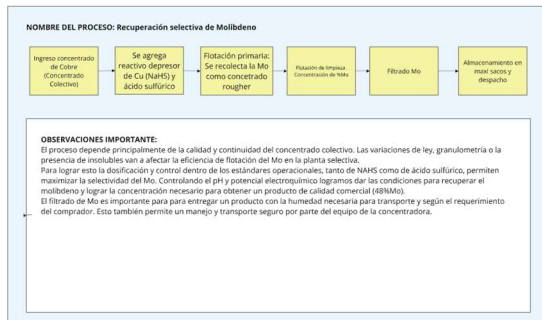 NOMBRE DEL PROCESO: Recuperación selectiva de Molibdeno
Ingreso concentrado
de Cobre
(Concentrado
Colectivo)
Se agrega
reactivo depresor
de Cu (NaHS) y
ácido sulfúrico
Flotación primaria:
Se recolecta la Mo
como concetrado
rougher
Flotación de limpieza
Concentración de %Mo
Filtrado Mo
Almacenamiento en
maxi sacos y
despacho
OBSERVACIONES IMPORTANTE:
El proceso depende principalmente de la calidad y continuidad del concentrado colectivo. Las variaciones de ley, granulometría o la
presencia de insolubles van a afectar la eficiencia de flotación del Mo en la planta selectiva.
Para lograr esto la dosificación y control dentro de los estándares operacionales, tanto de NAHS como de ácido sulfúrico, permiten
maximizar la selectividad del Mo. Controlando el pH y potencial electroquímico logramos dar las condiciones para recuperar el
molibdeno y lograr la concentración necesario para obtener un producto de calidad comercial (48%Mo).
El filtrado de Mo es importante para para entregar un producto con la humedad necesaria para transporte y según el requerimiento
del comprador. Esto también permite un manejo y transporte seguro por parte del equipo de la concentradora.